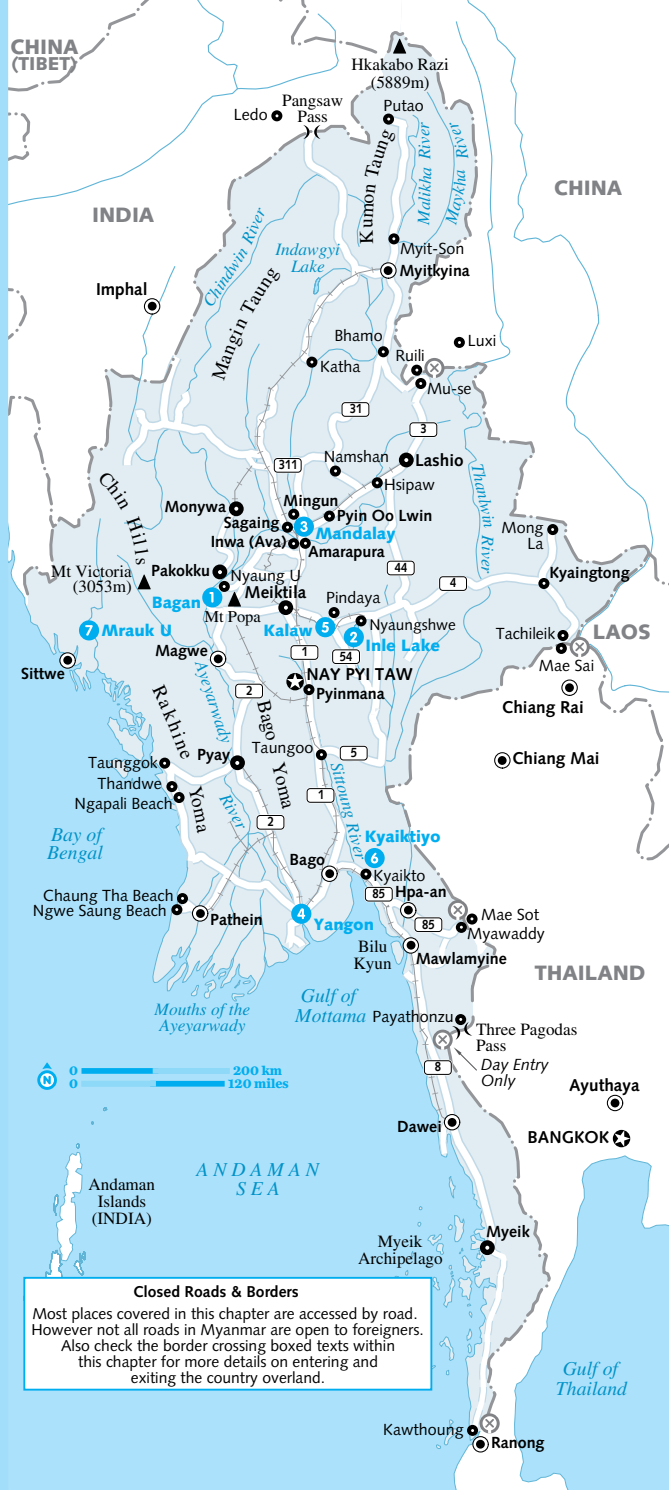 CHINA
(TIBET)
Hkakabo Razi
(5889m)
Pangsaw
Pass
Ledo
Putao
Kumon Taung
Malikha River
Maykha River
CHINA
INDIA
Chindwin River
Indawgyi
Lake
Myit-Son
Myitkyina
Imphal
Mangin Taung
Bhamo
Luxi
Ruili
Katha
Mu-se
31
3
Namshan
311
Lashio
Hsipaw
Thanlwin River
Chin Hills
Monywa
Mingun
Sagaing
Pyin Oo Lwin
3
Mandalay
Inwa (Ava)
Amarapura
Mong
La
Mt Victoria
(3053m)
Pakokku
Nyaung U
44
4
Kyaingtong
Bagan
1
Meiktila
Mt Popa
Pindaya
7
Mrauk U
Kalaw
5
Nyaungshwe
2
Inle Lake
Tachileik
LAOS
Magwe
1
54
Mae Sai
Sittwe
Ayeyarwady
River
NAY PYI TAW
Pyinmana
Chiang Rai
2
Rakhine
Yoma
Bago
Yoma
Taunggok
Pyay
Taungoo
5
Chiang Mai
Thandwe
Ngapali Beach
Sittoung River
1
2
Bay of
Bengal
Kyaiktiyo
6
Bago
Kyaikto
85
Hpa-an
Chaung Tha Beach
Ngwe Saung Beach
Pathein
4
Yangon
85
Mae Sot
Myawaddy
Bilu
Kyun
Mawlamyine
THAILAND
Mouths of the
Ayeyarwady
Gulf of
Mottama
Payathonzu
Three Pagodas
Pass
Day Entry
Only
N
0
200 km
0
120 miles
8
Ayuthaya
Dawei
BANGKOK
ANDAMAN
SEA
Andaman
Islands
(INDIA)
Myeik
Myeik
Archipelago
Closed Roads & Borders
Most places covered in this chapter are accessed by road.
However not all roads in Myanmar are open to foreigners.
Also check the border crossing boxed texts within
this chapter for more details on entering and
exiting the country overland.
Gulf of
Thailand
Kawthoung
Ranong